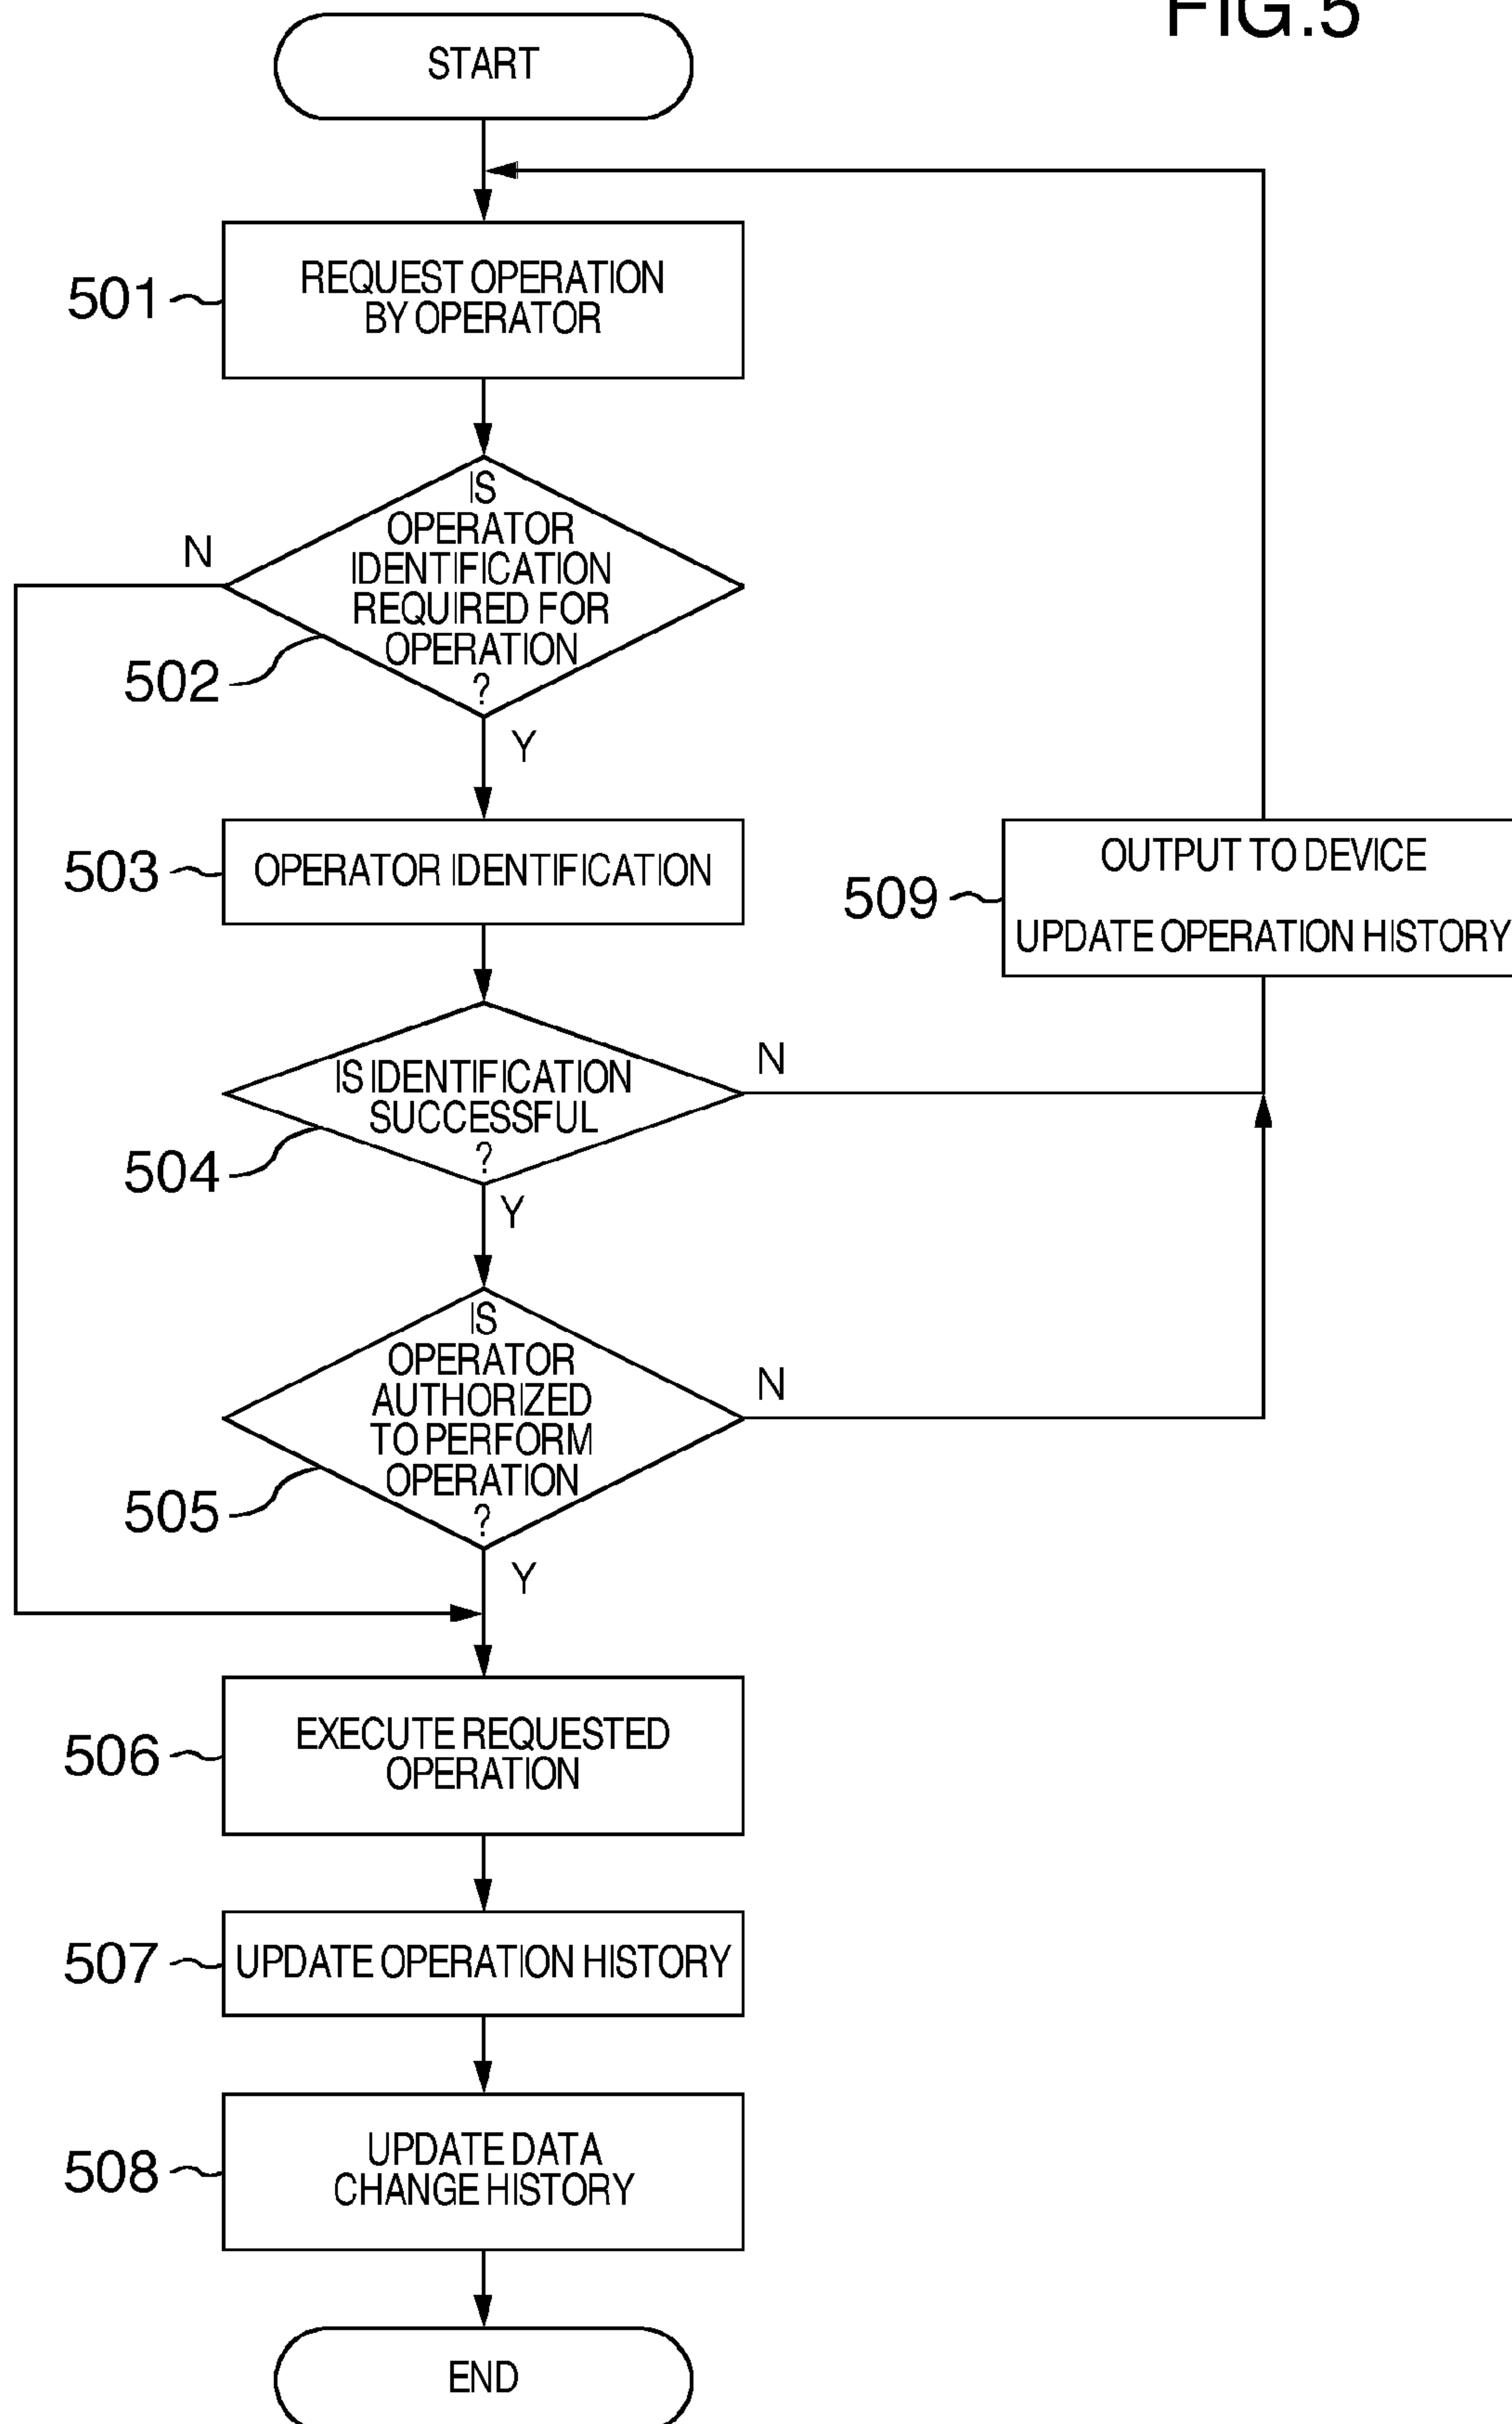 FIG.5
START
501
REQUEST OPERATION
BY OPERATOR
IS
OPERATOR
IDENTIFICATION
REQUIRED FOR
OPERATION
?
N
502
Y
503
OPERATOR IDENTIFICATION
509
OUTPUT TO DEVICE
UPDATE OPERATION HISTORY
IS IDENTIFICATION
SUCCESSFUL
?
N
504
Y
IS
OPERATOR
AUTHORIZED
TO PERFORM
OPERATION
?
N
505
Y
506
EXECUTE REQUESTED
OPERATION
507
UPDATE OPERATION HISTORY
508
UPDATE DATA
CHANGE HISTORY
END